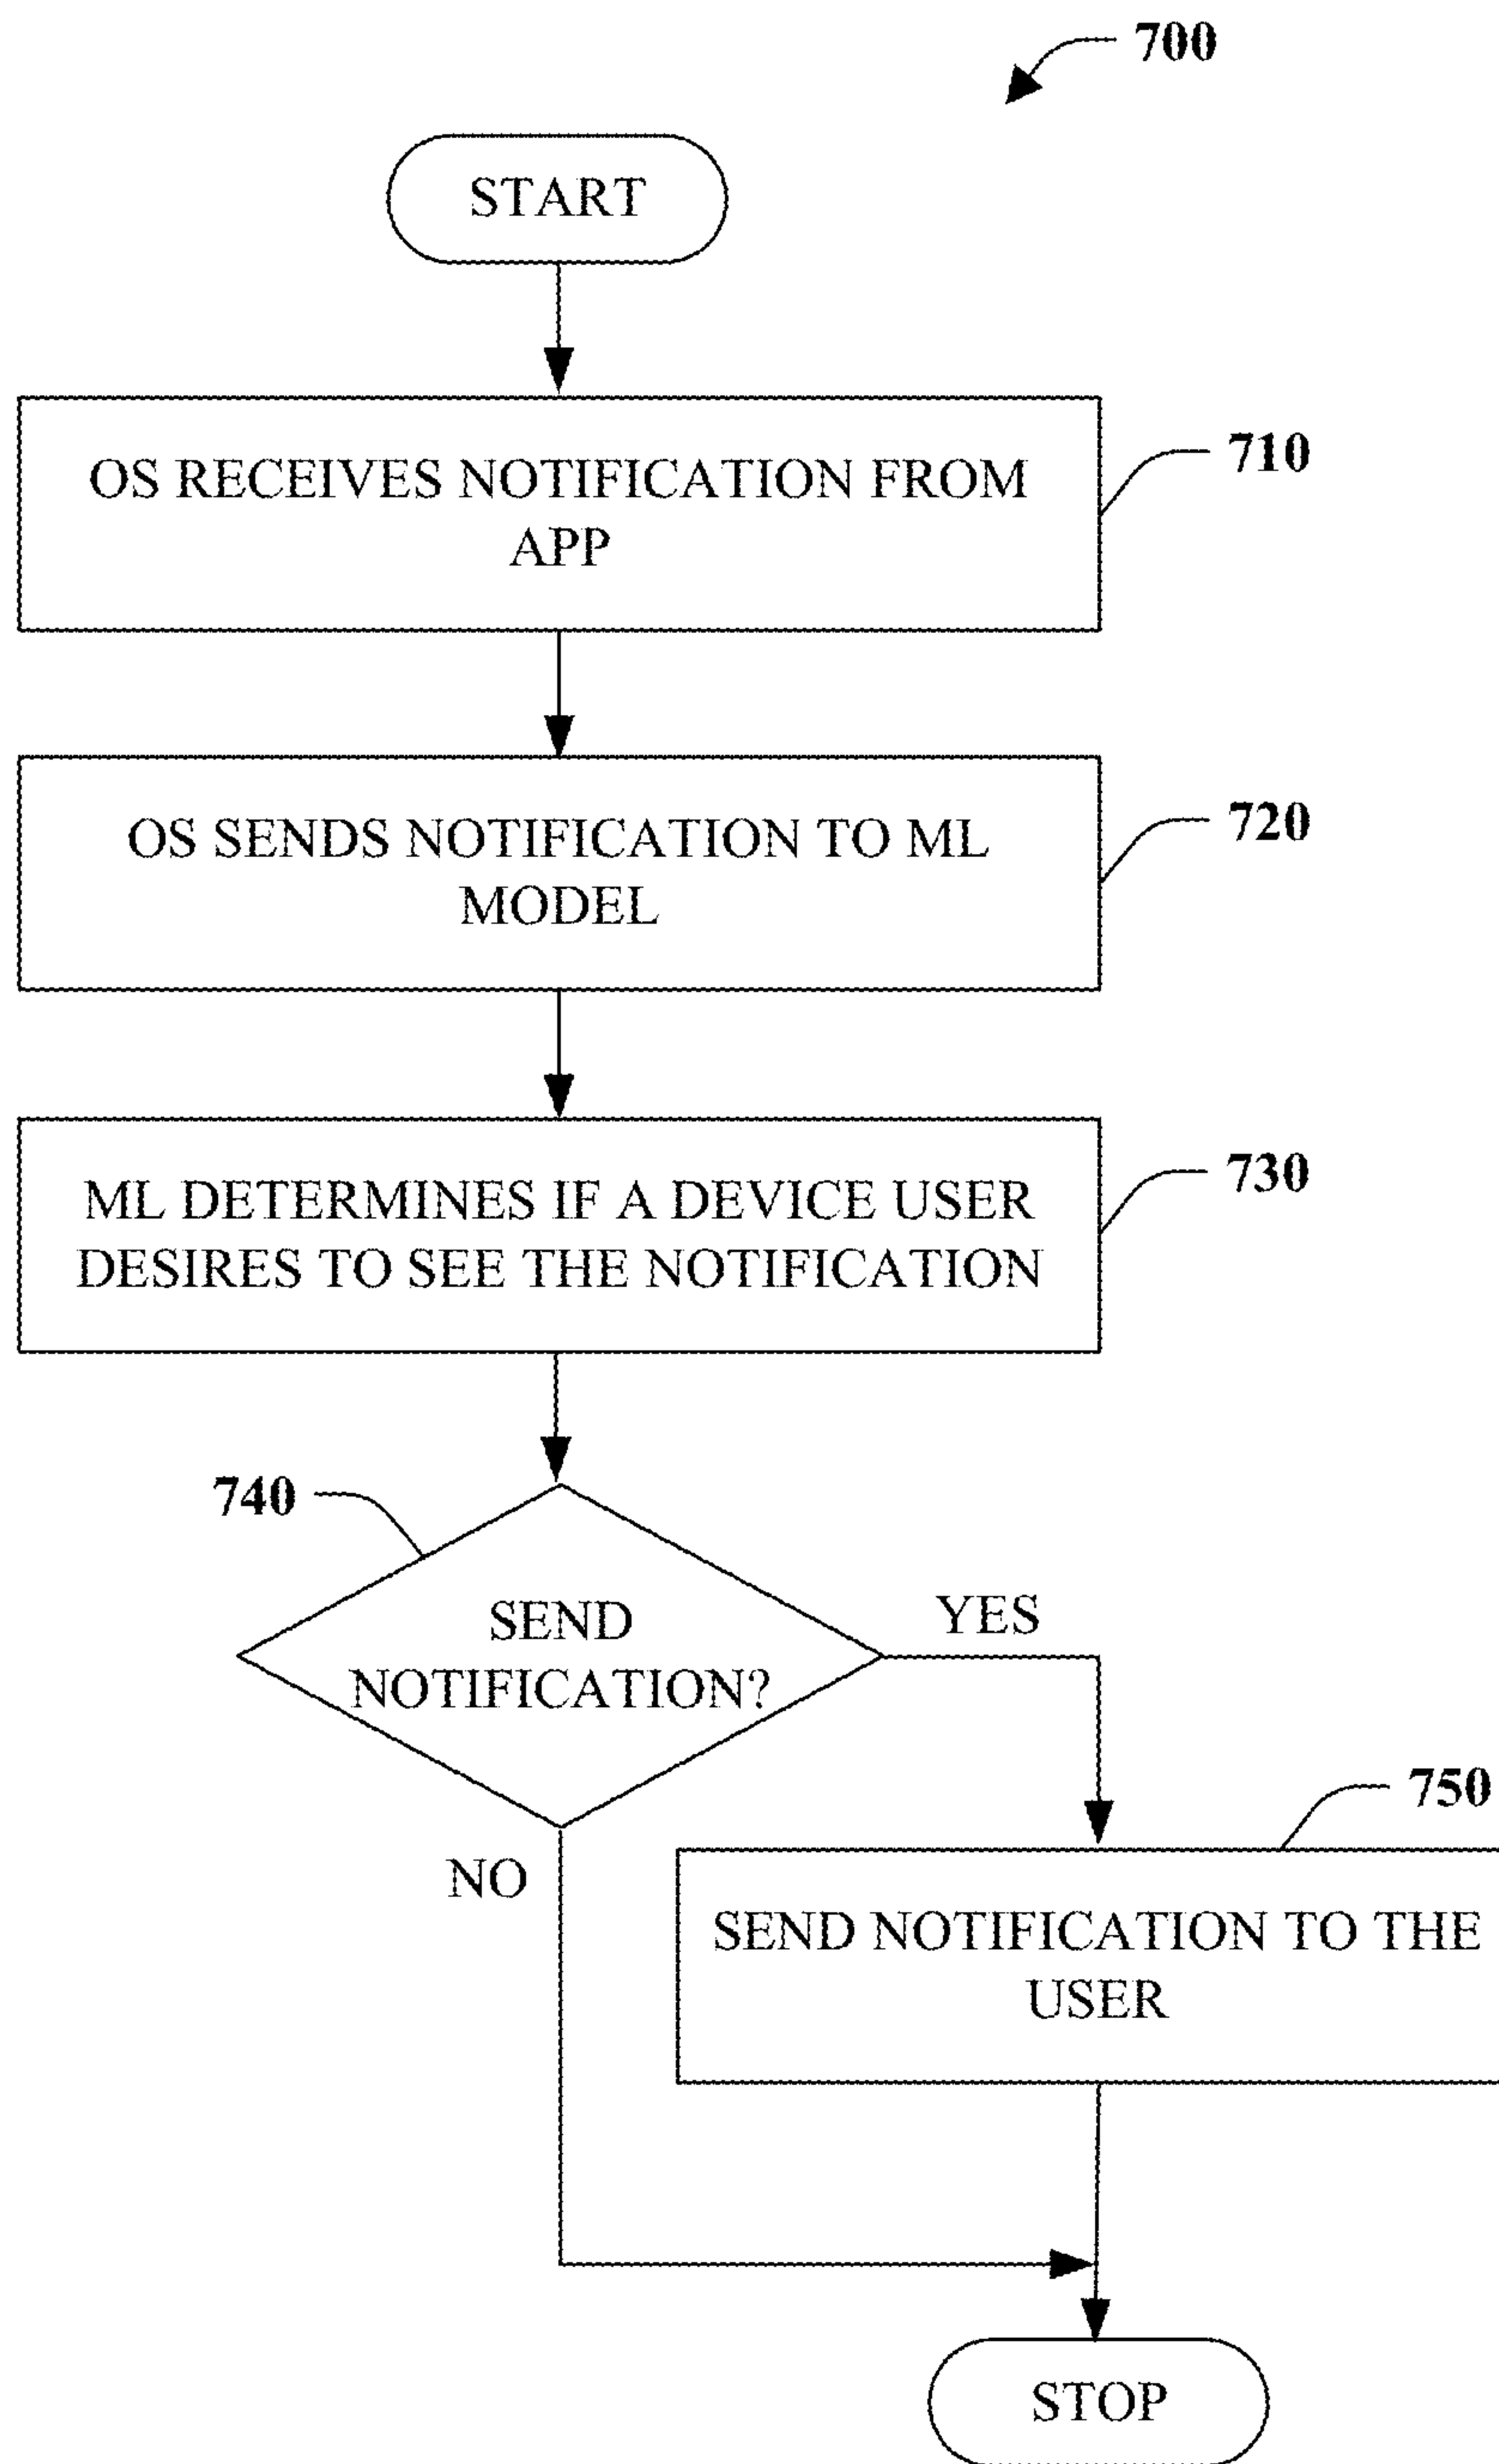 700
START
OS RECEIVES NOTIFICATION FROM
APP
710
OS SENDS NOTIFICATION TO ML
MODEL
720
ML DETERMINES IF A DEVICE USER
DESIRES TO SEE THE NOTIFICATION
730
740
SEND
NOTIFICATION?
YES
NO
750
SEND NOTIFICATION TO THE
USER
STOP